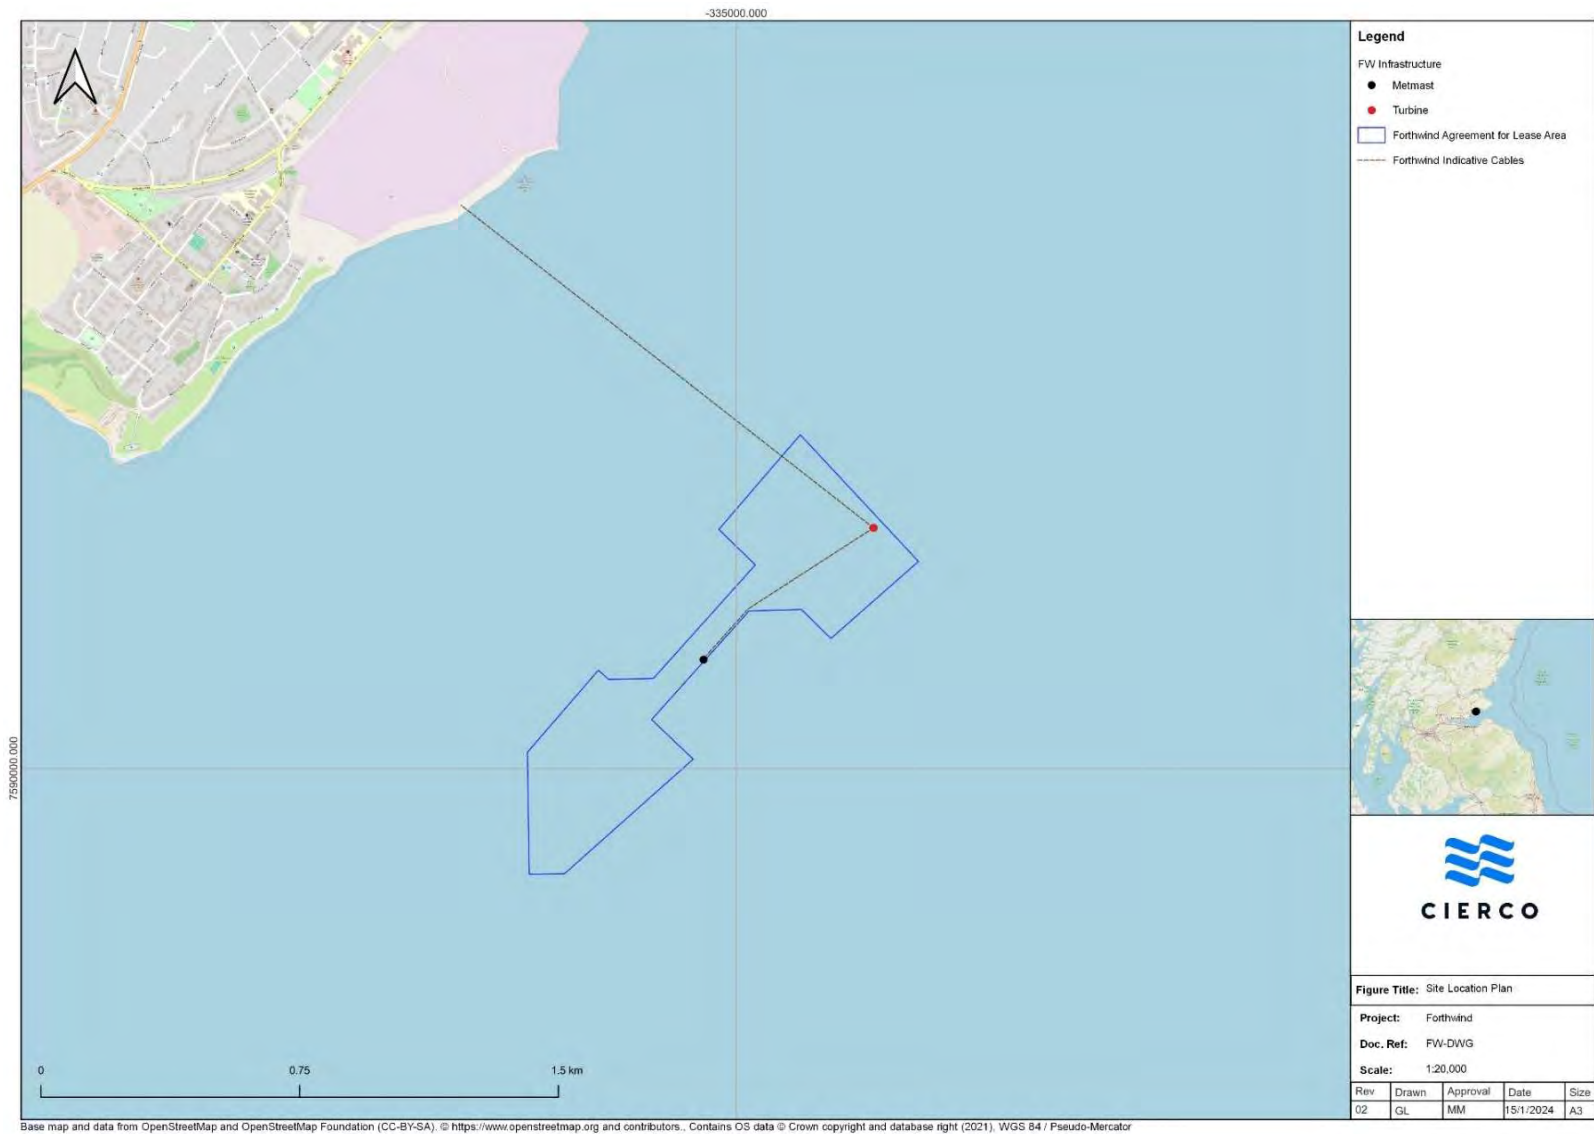 -335000.000
7590000.000
Legend
FW Infrastructure
Metmast
Turbine
Forthwind Agreement for Lease Area
Forthwind Indicative Cables
CIERCO
Figure Title: Site Location Plan
Project: Forthwind
Doc. Ref: FW-DWG
Scale: 1:20,000
Rev Drawn Approval Date Size
02 GL MM 15/1/2024 A3
0 0.75 1.5 km
Base map and data from OpenStreetMap and OpenStreetMap Foundation (CC-BY-SA). © https://www.openstreetmap.org and contributors., Contains OS data © Crown copyright and database right (2021), WGS 84 / Pseudo-Mercator